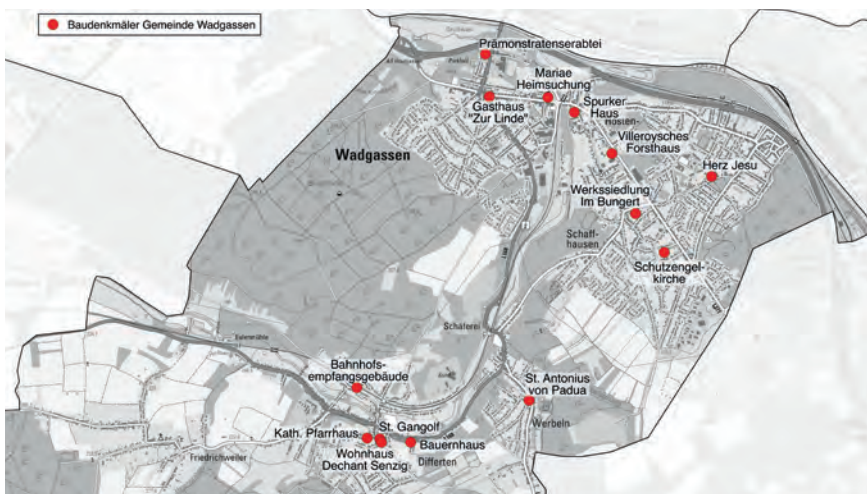 Baudenkmäler Gemeinde Wadgassen
Prämonstratenserabtei
Mariae
Heimsuchung
Gasthaus
"Zur Linde"
Spurker
Haus
Hosten-
Villeroysches
Forsthaus
Wadgassen
Herz Jesu
Werkssiedlung
Im Bungert
Schaff-
hausen
Schutzengel-
kirche
Schäferei
Eulenmühle
Bahnhofs-
empfangsgebäude
St. Antonius
von Padua
Werbeln
Kath. Pfarrhaus
St. Gangolf
Bauernhaus
Wohnhaus
Dechant Senzig
Differten
Friedrichweiler